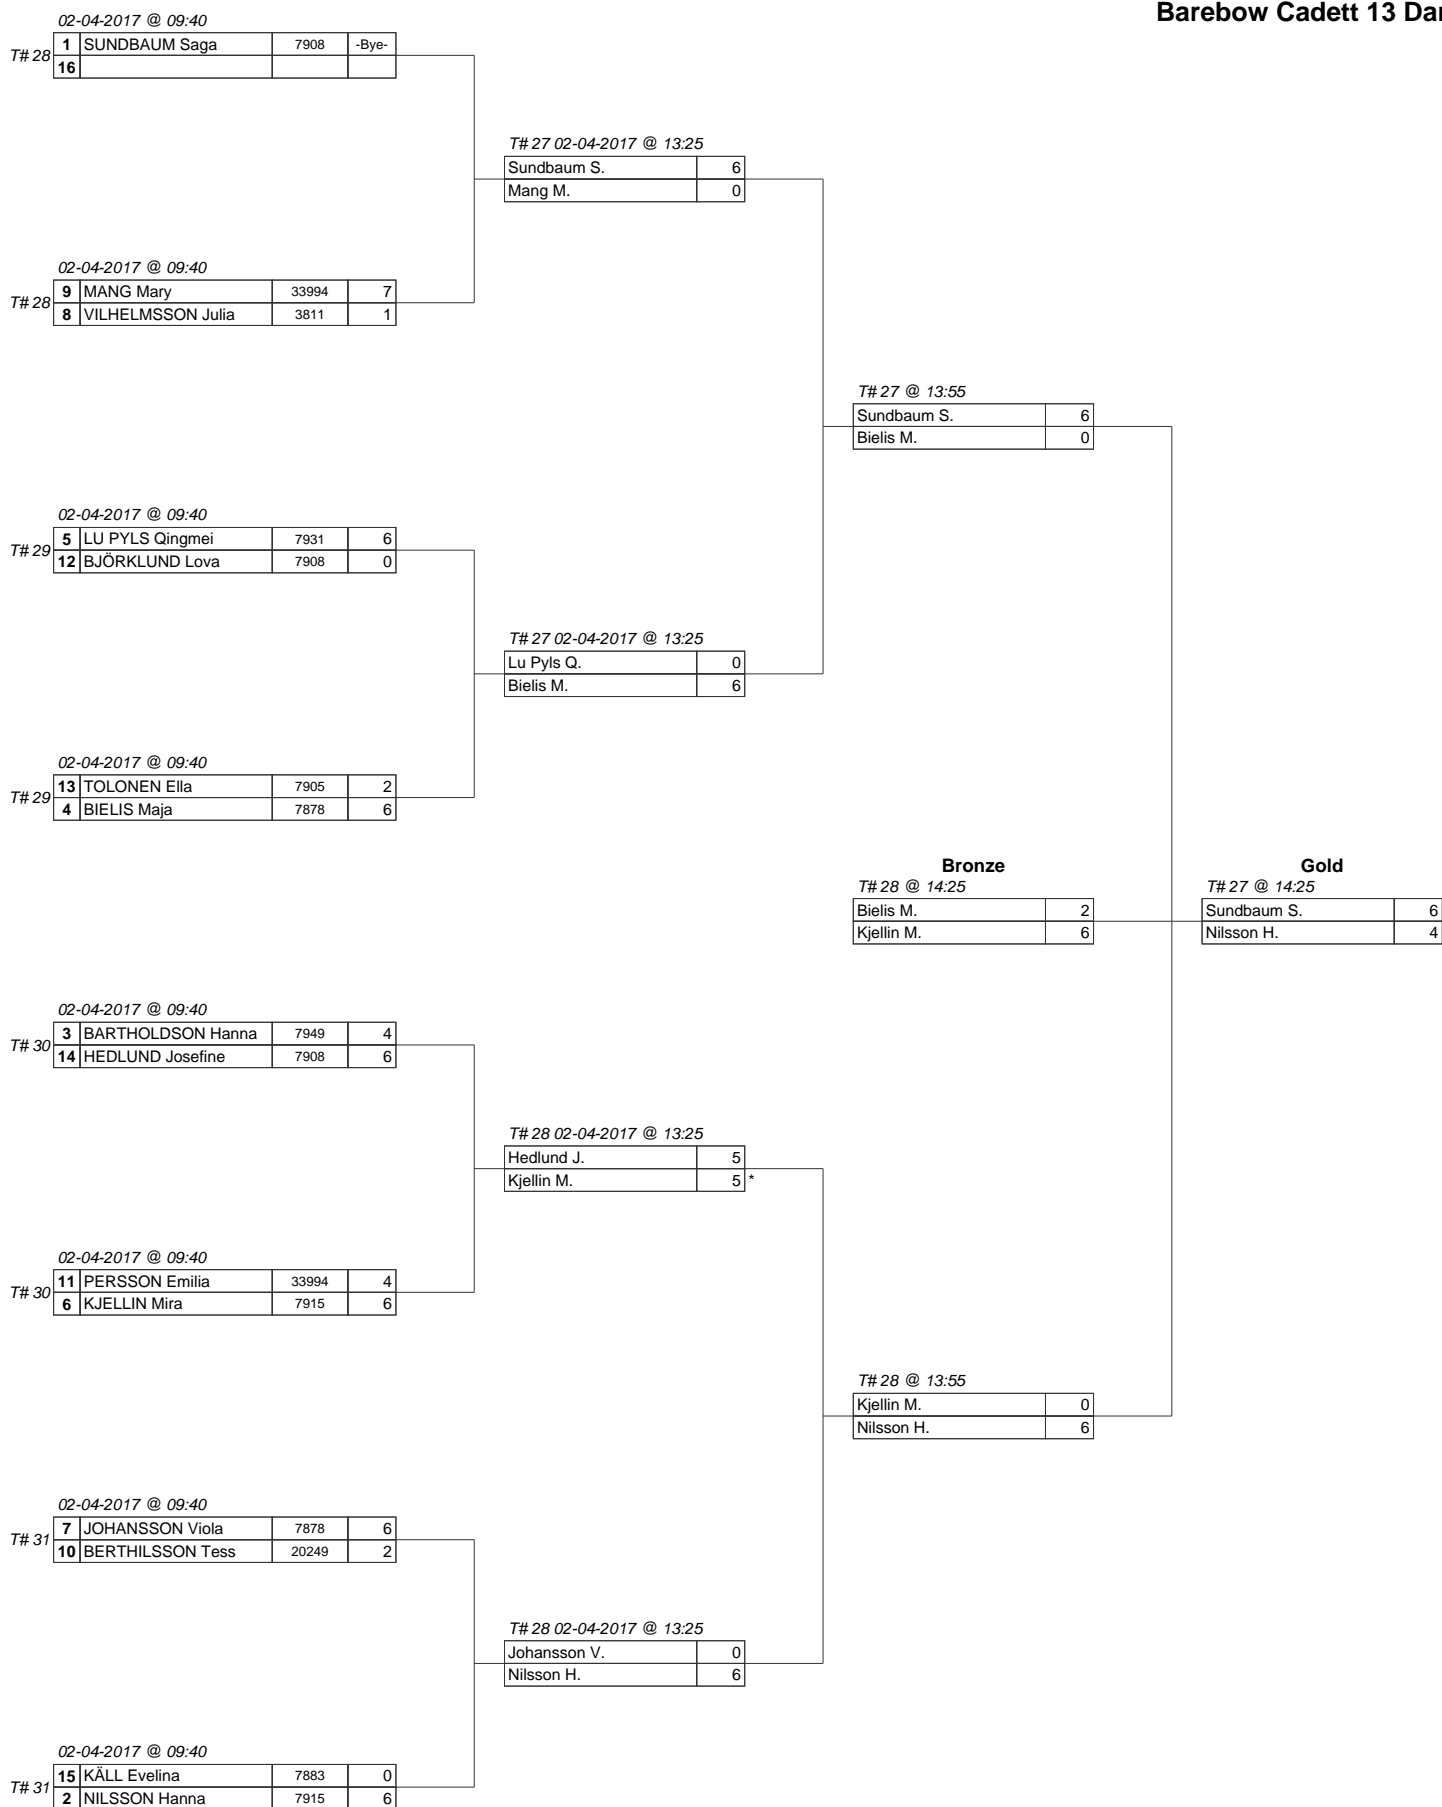 Barebow Cadett 13 Dar
02-04-2017 @ 09:40
T# 28
1 SUNDBAUM Saga 7908 -Bye-
16
T# 27 02-04-2017 @ 13:25
Sundbaum S. 6
Mang M. 0
02-04-2017 @ 09:40
T# 28
9 MANG Mary 33994 7
8 VILHELMSSON Julia 3811 1
T# 27 @ 13:55
Sundbaum S. 6
Bielis M. 0
02-04-2017 @ 09:40
T# 29
5 LU PYLS Qingmei 7931 6
12 BJÖRKLUND Lova 7908 0
T# 27 02-04-2017 @ 13:25
Lu Pyls Q. 0
Bielis M. 6
02-04-2017 @ 09:40
T# 29
13 TOLONEN Ella 7905 2
4 BIELIS Maja 7878 6
Bronze
T# 28 @ 14:25
Bielis M. 2
Kjellin M. 6
Gold
T# 27 @ 14:25
Sundbaum S. 6
Nilsson H. 4
02-04-2017 @ 09:40
T# 30
3 BARTHOLDSON Hanna 7949 4
14 HEDLUND Josefine 7908 6
T# 28 02-04-2017 @ 13:25
Hedlund J. 5
Kjellin M. 5 *
02-04-2017 @ 09:40
T# 30
11 PERSSON Emilia 33994 4
6 KJELLIN Mira 7915 6
T# 28 @ 13:55
Kjellin M. 0
Nilsson H. 6
02-04-2017 @ 09:40
T# 31
7 JOHANSSON Viola 7878 6
10 BERTHILSSON Tess 20249 2
T# 28 02-04-2017 @ 13:25
Johansson V. 0
Nilsson H. 6
02-04-2017 @ 09:40
T# 31
15 KÄLL Evelina 7883 0
2 NILSSON Hanna 7915 6